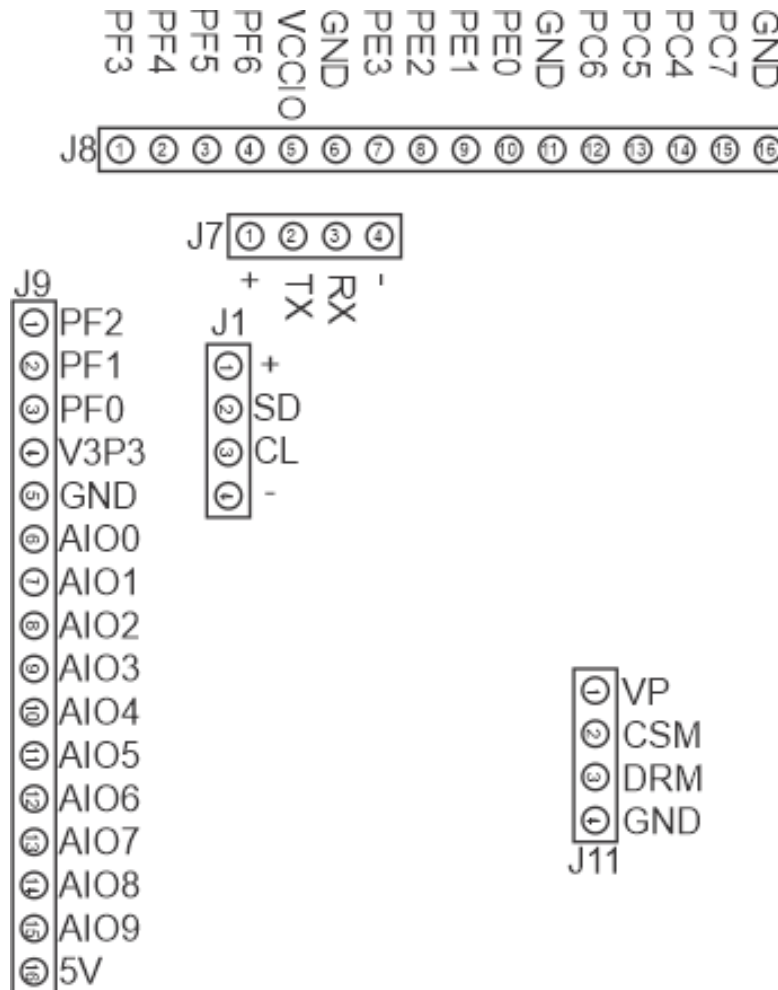 PF3 PF4 PF5 PF6 VCCIO GND PE3 PE2 PE1 PE0 GND PC6 PC5 PC4 PC7 GND
J8 1 2 3 4 5 6 7 8 9 10 11 12 13 14 15 16
J7 1 2 3 4
+ TX RX -
J9
1 PF2
2 PF1
3 PF0
4 V3P3
5 GND
6 AIO0
7 AIO1
8 AIO2
9 AIO3
10 AIO4
11 AIO5
12 AIO6
13 AIO7
14 AIO8
15 AIO9
16 5V
J1
1 +
2 SD
3 CL
4 -
1 VP
2 CSM
3 DRM
4 GND
J11